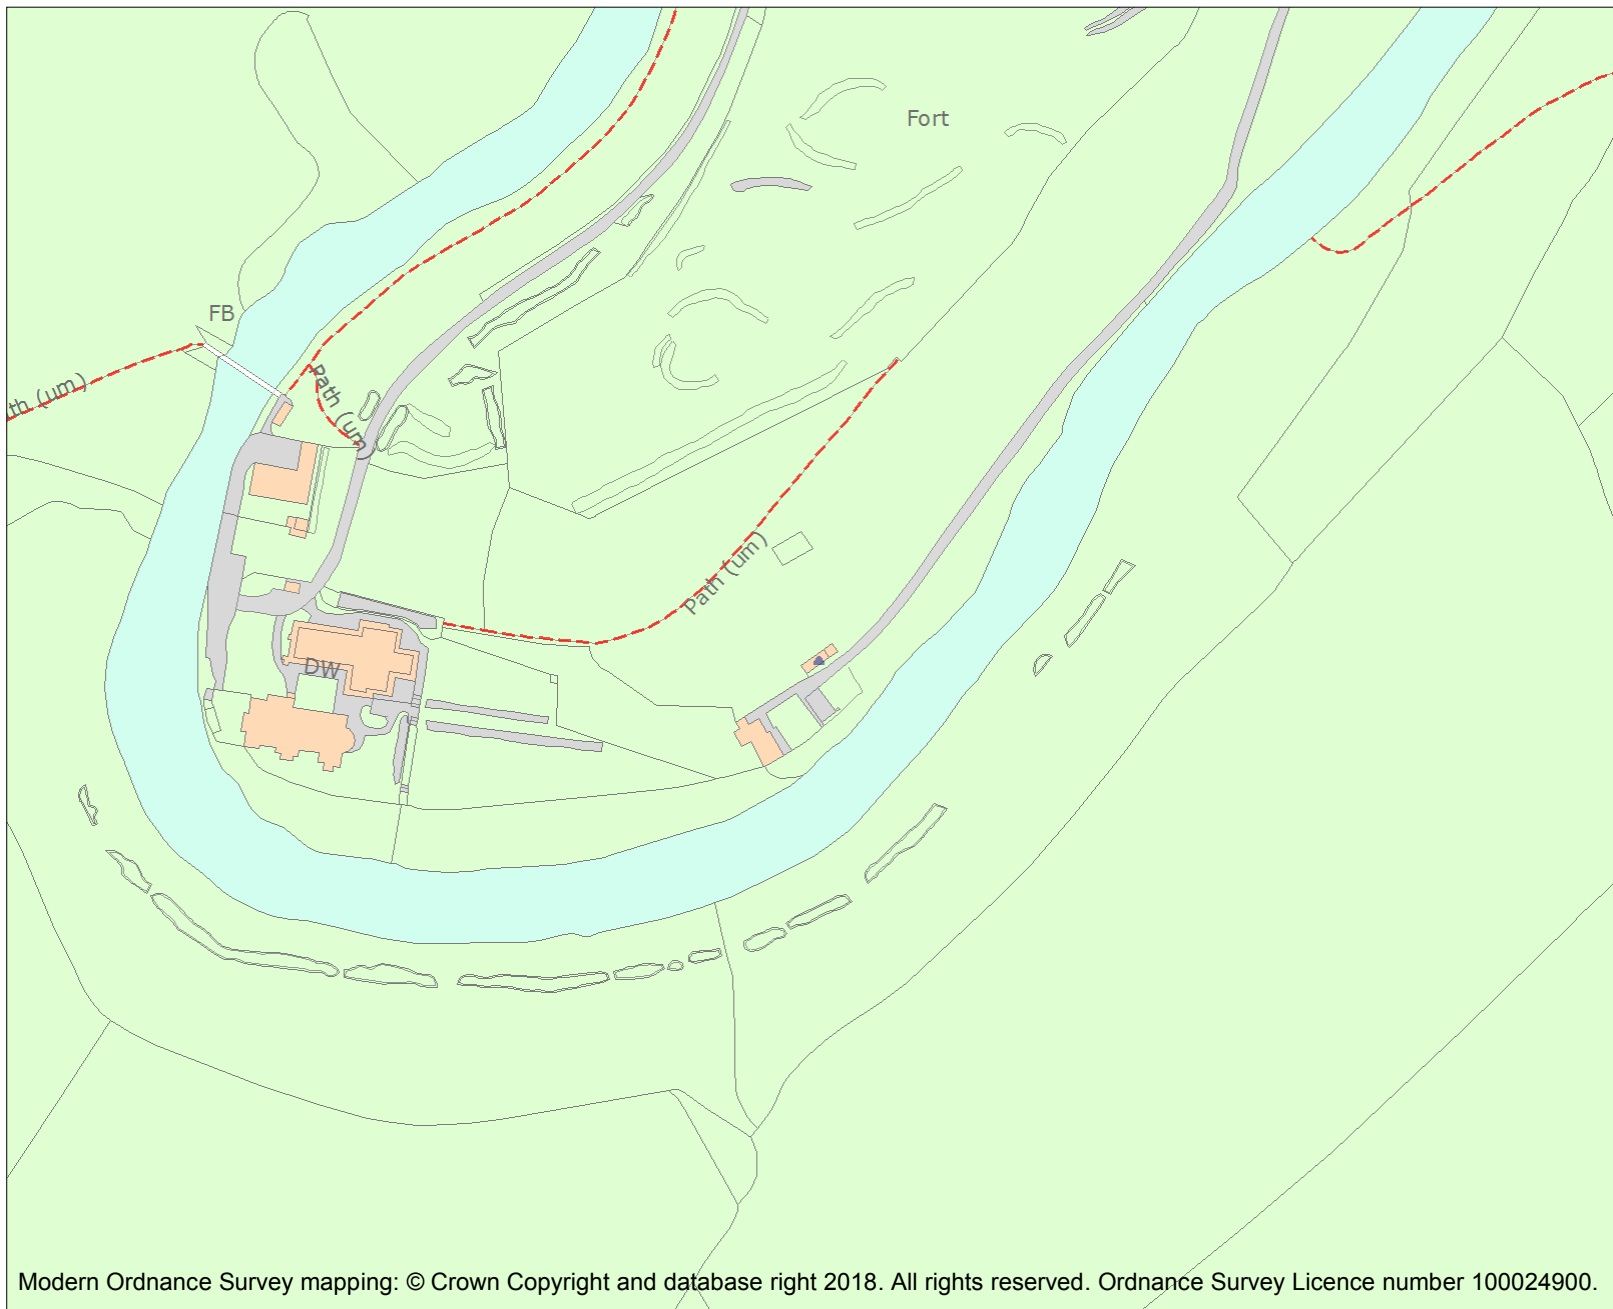 Fort
FB
th (um)
Path (um)
Path (um)
DW
Modern Ordnance Survey mapping: © Crown Copyright and database right 2018. All rights reserved. Ordnance Survey Licence number 100024900.